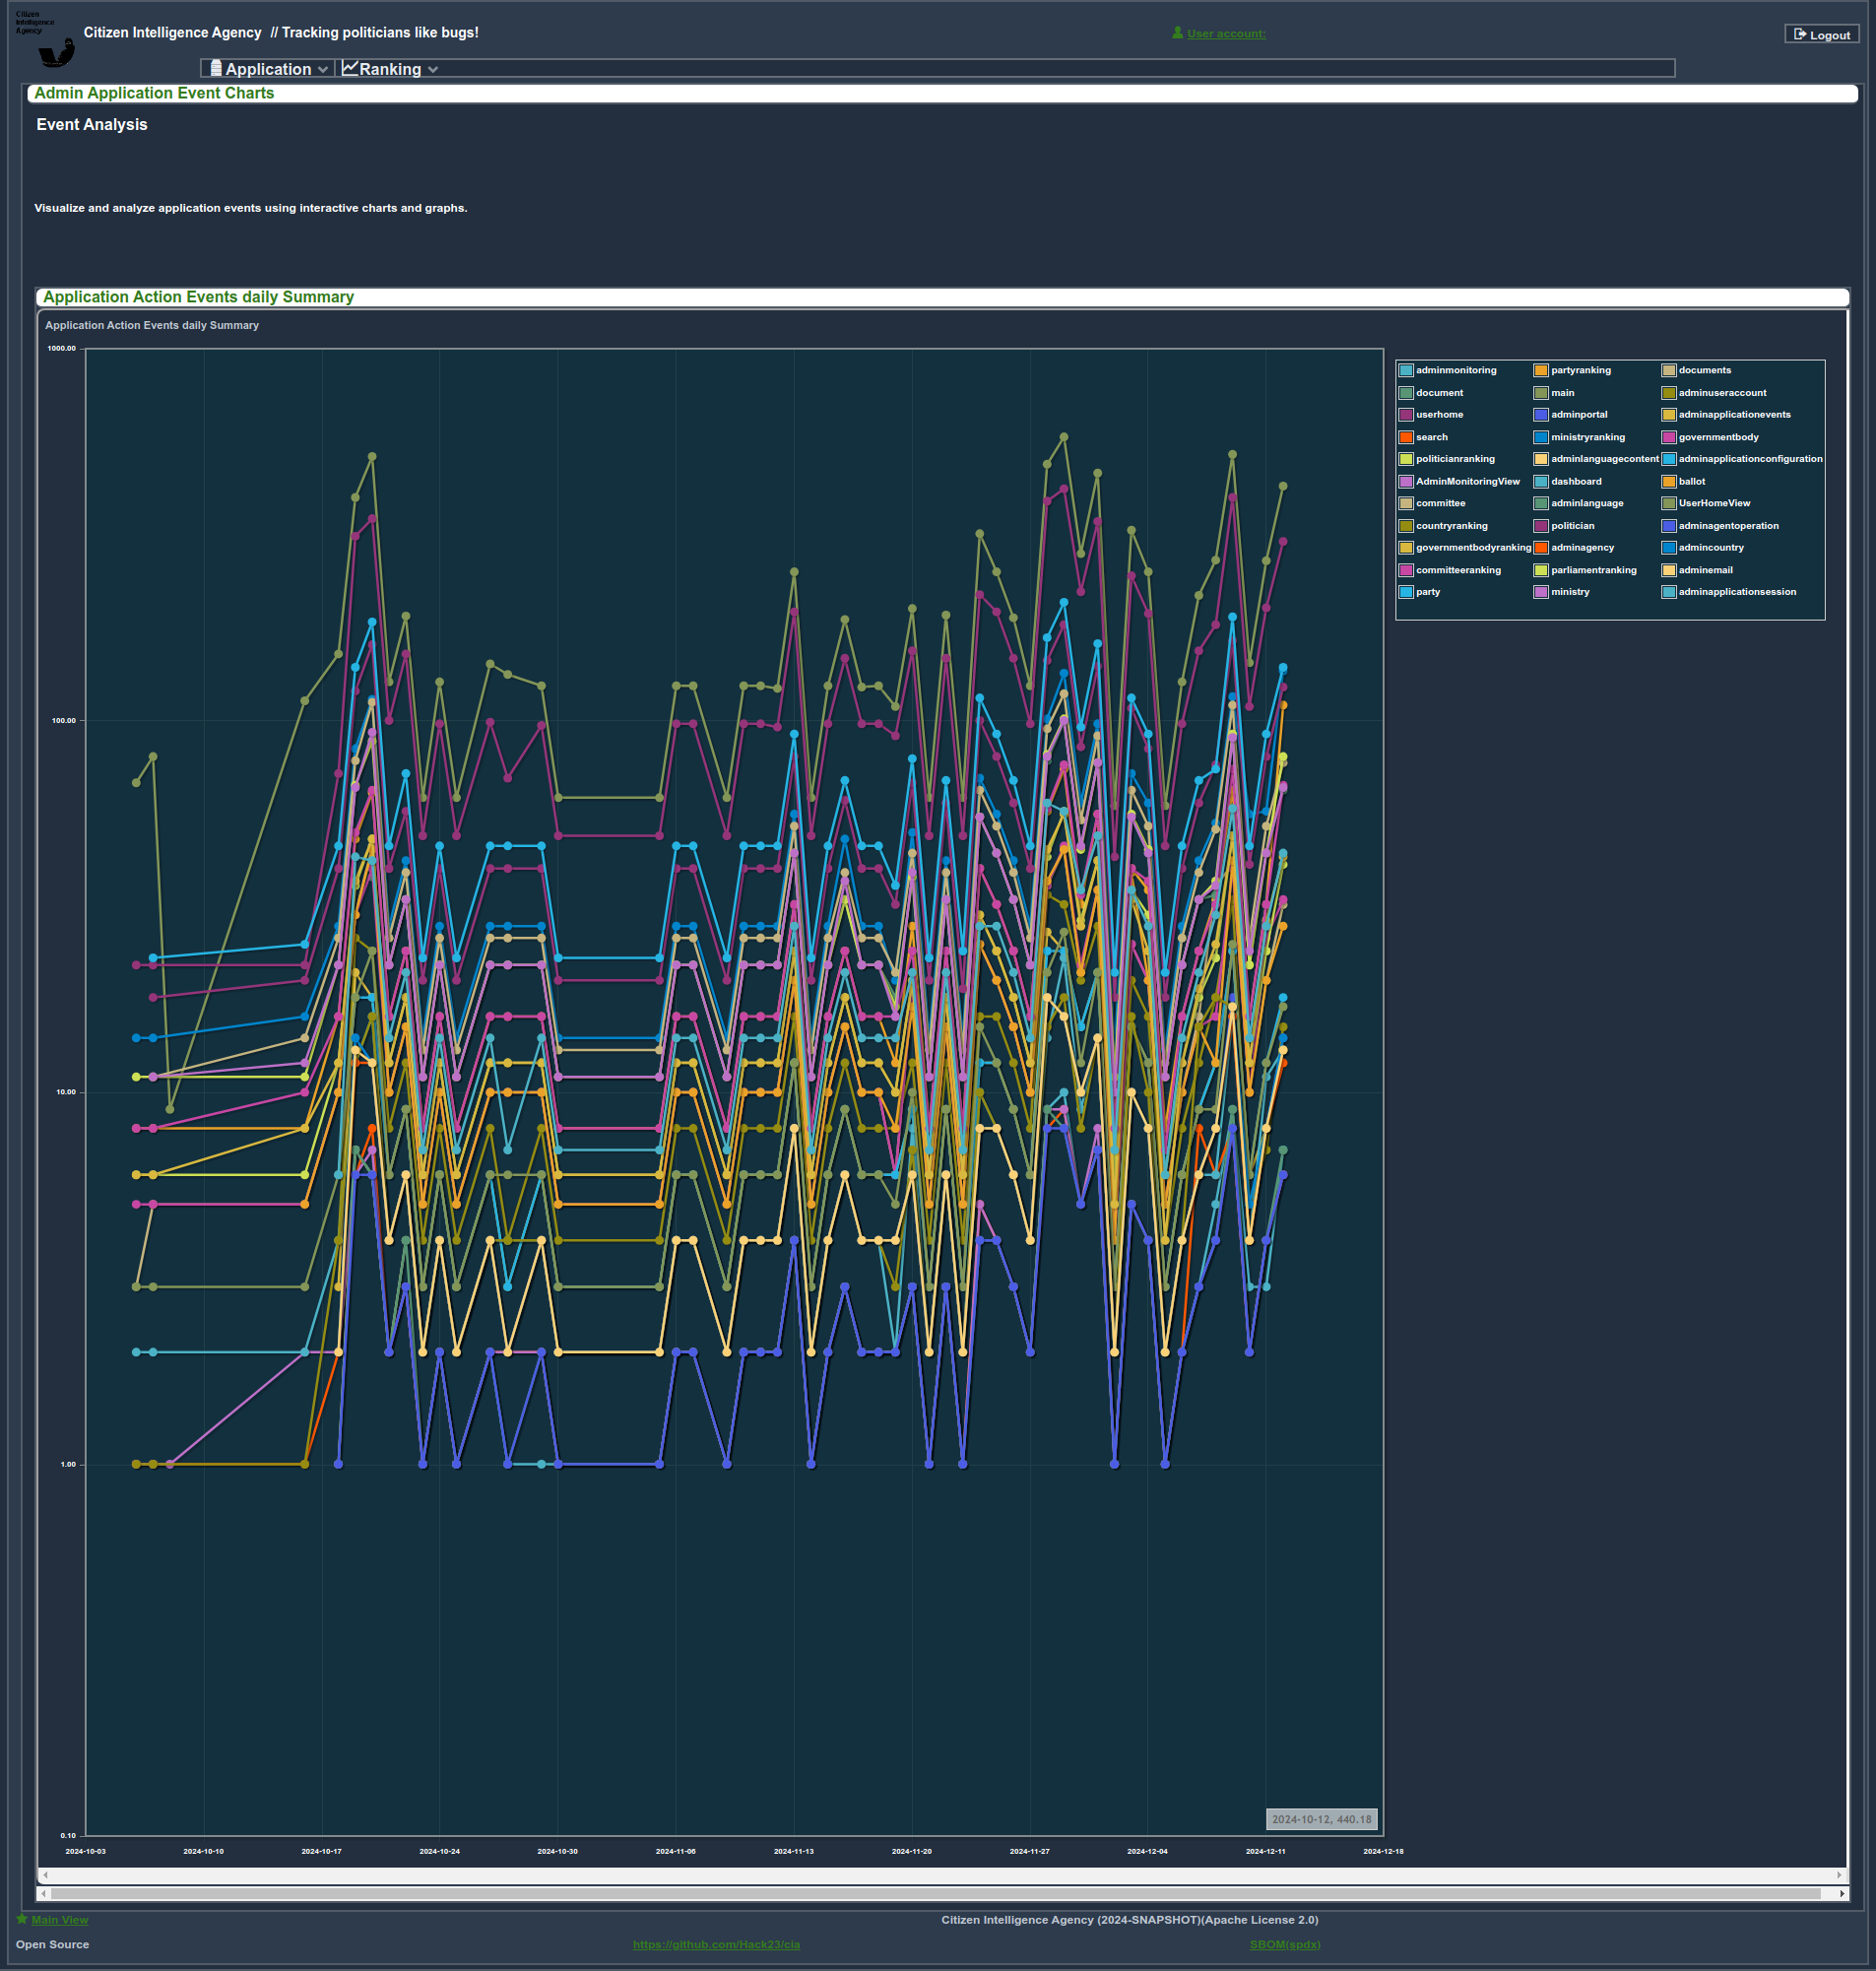 Citizen
Intelligence
Agency
Citizen Intelligence Agency // Tracking politicians like bugs!
User account:
Logout
Application
Ranking
Admin Application Event Charts
Event Analysis
Visualize and analyze application events using interactive charts and graphs.
Application Action Events daily Summary
Application Action Events daily Summary
1000.00
100.00
10.00
1.00
0.10
adminmonitoring partyranking documents
document main adminuseraccount
userhome adminportal adminapplicationevents
search ministryranking governmentbody
politicianranking adminlanguagecontent adminapplicationconfiguration
AdminMonitoringView dashboard ballot
committee adminlanguage UserHomeView
countryranking politician adminagentoperation
governmentbodyranking adminagency admincountry
committeeranking parliamentranking adminemail
party ministry adminapplicationsession
2024-10-12, 440.18
2024-10-03 2024-10-10 2024-10-17 2024-10-24 2024-10-30 2024-11-06 2024-11-13 2024-11-20 2024-11-27 2024-12-04 2024-12-11 2024-12-18
Main View
Citizen Intelligence Agency (2024-SNAPSHOT)(Apache License 2.0)
Open Source
https://github.com/Hack23/cia
SBOM(spdx)